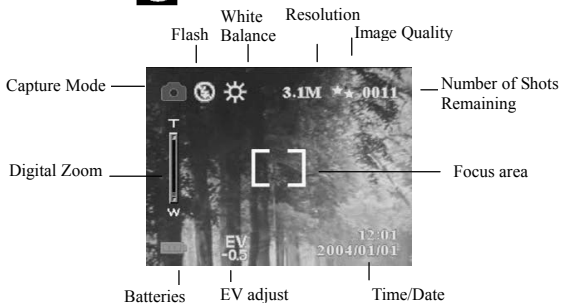 White
Balance
Resolution
Flash
Image Quality
Capture Mode
3.1M
0011
Number of Shots
Remaining
T
Digital Zoom
Focus area
W
12:01
EV
-0.5
2004/01/01
Batteries
EV adjust
Time/Date